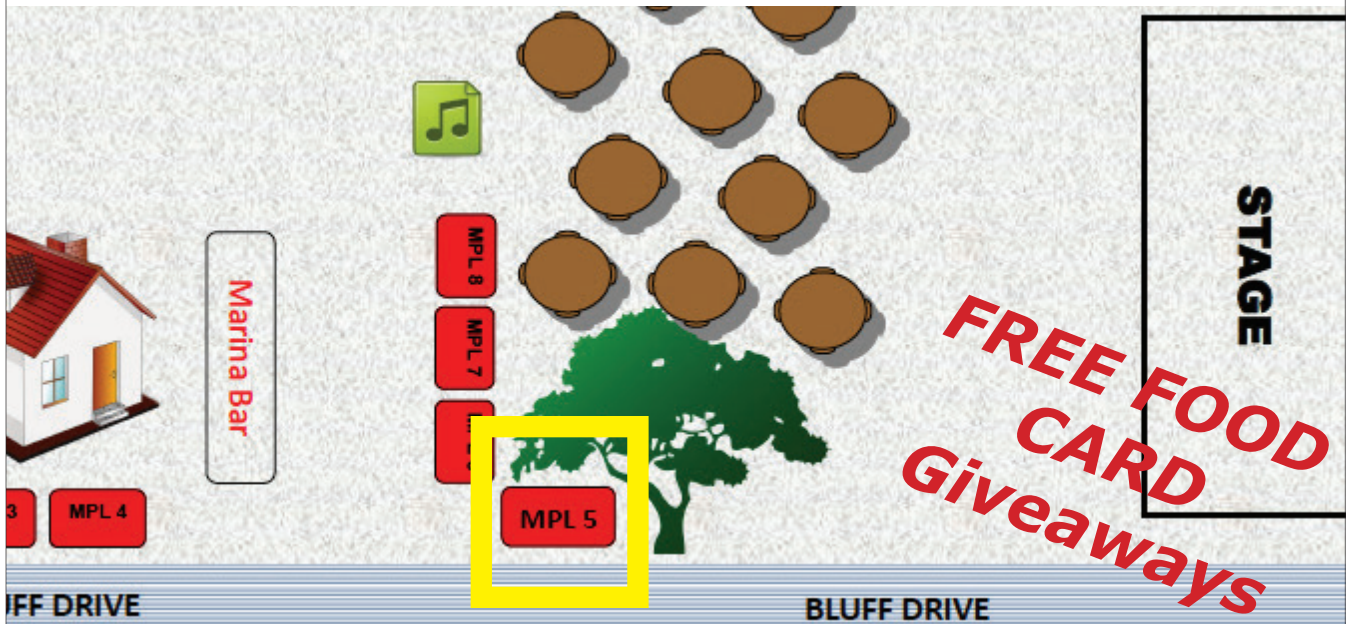 STAGE
MPL 8
MPL 7
Marina Bar
FREE FOOD
CARD
Giveaways
3
MPL 4
MPL 5
UFF DRIVE
BLUFF DRIVE